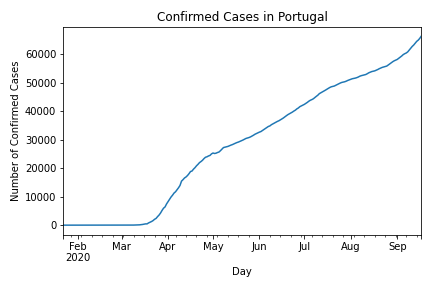 Confirmed Cases in Portugal
Number of Confirmed Cases
60000
50000
40000
30000
20000
10000
0
Feb Mar Apr May Jun Jul Aug Sep
2020
Day